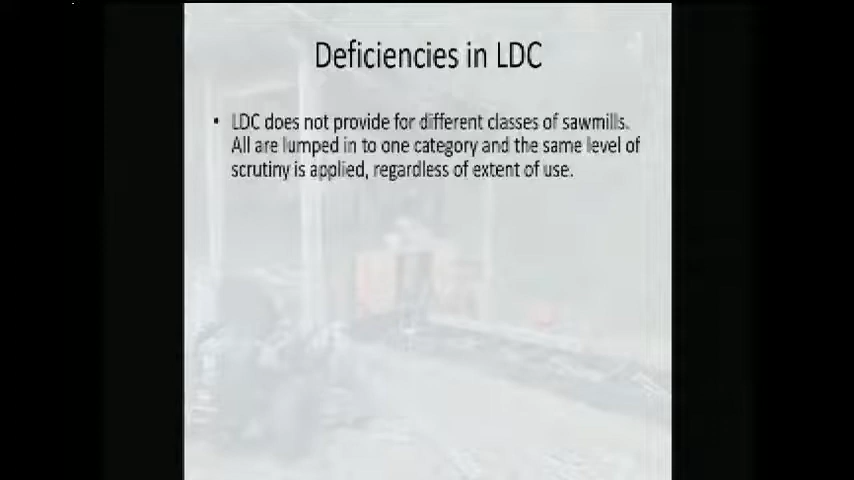 Deficiencies in LDC
• LDC does not provide for different classes of sawmills.
All are lumped in to one category and the same level of
scrutiny is applied, regardless of extent of use.